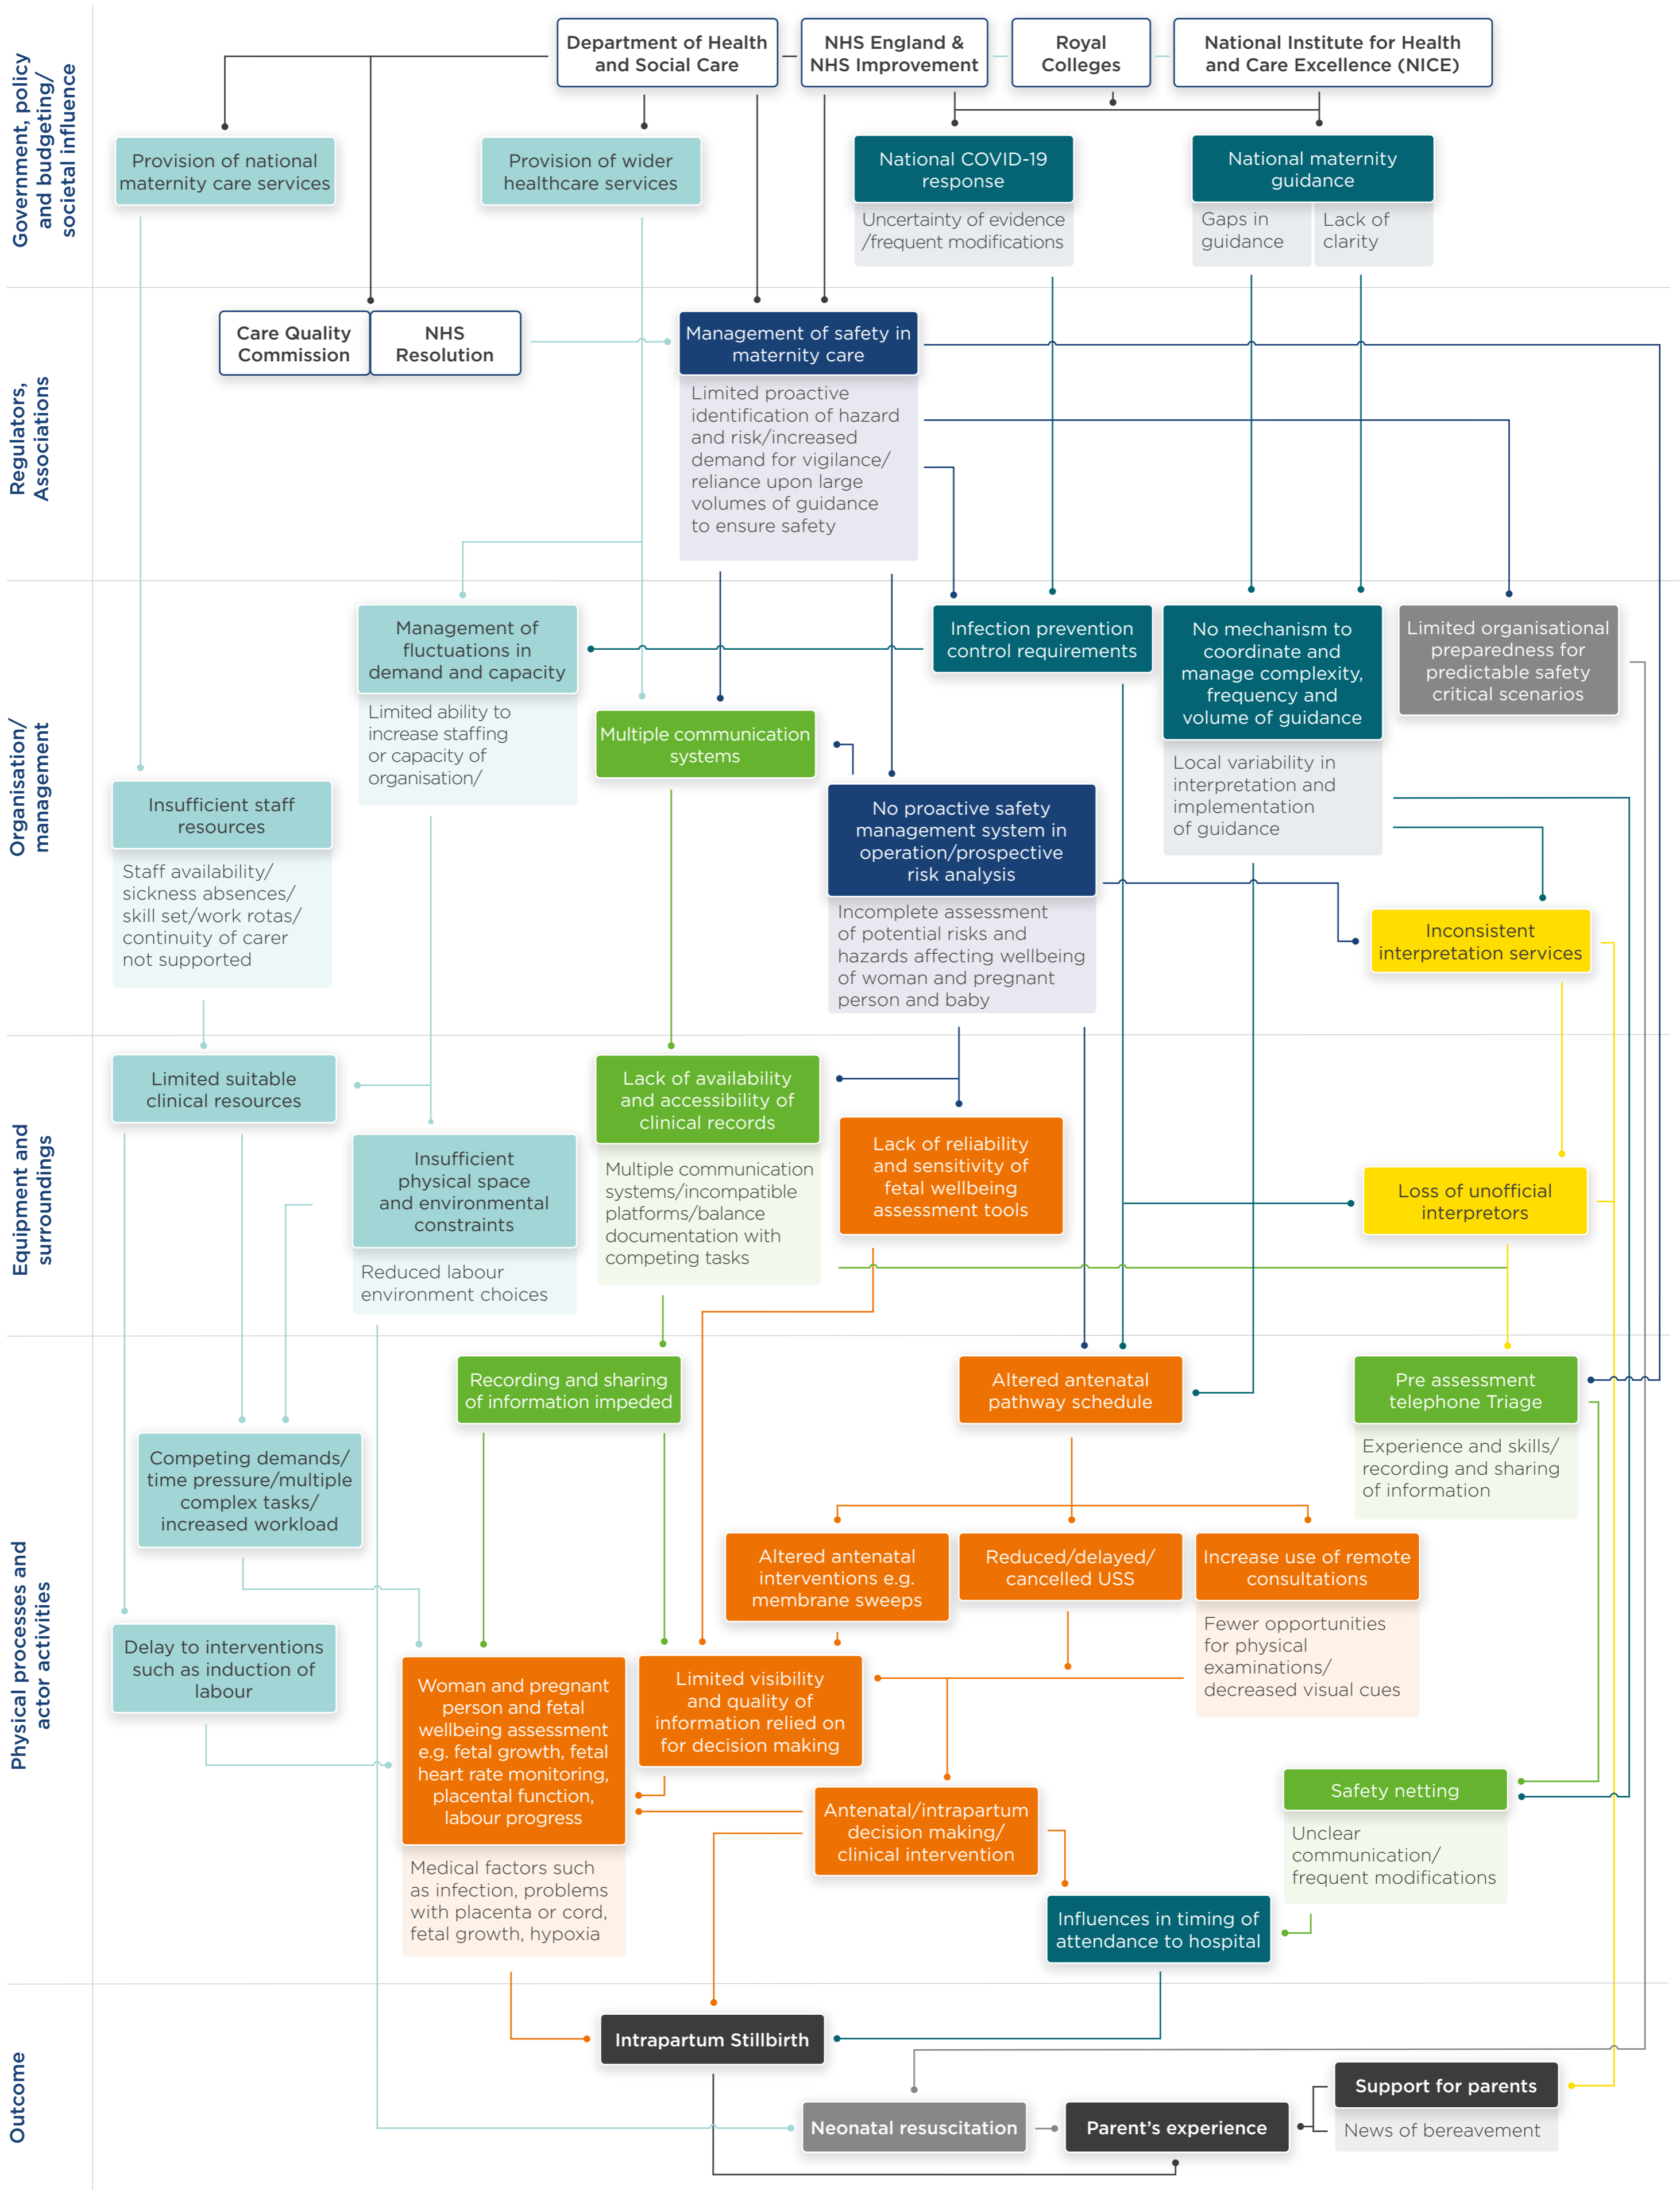 Government, policy
and budgeting/
societal influence
Department of Health
and Social Care
NHS England &
NHS Improvement
Royal
Colleges
National Institute for Health
and Care Excellence (NICE)
Provision of national
maternity care services
Provision of wider
healthcare services
National COVID-19
response
Uncertainty of evidence
/frequent modifications
National maternity
guidance
Gaps in
guidance
Lack of
clarity
Regulators,
Associations
Care Quality
Commission
NHS
Resolution
Management of safety in
maternity care
Limited proactive
identification of hazard
and risk/increased
demand for vigilance/
reliance upon large
volumes of guidance
to ensure safety
Organisation/
management
Management of
fluctuations in
demand and capacity
Limited ability to
increase staffing
or capacity of
organisation/
Infection prevention
control requirements
No mechanism to
coordinate and
manage complexity,
frequency and
volume of guidance
Local variability in
interpretation and
implementation
of guidance
Limited organisational
preparedness for
predictable safety
critical scenarios
Multiple communication
systems
Insufficient staff
resources
Staff availability/
sickness absences/
skill set/work rotas/
continuity of carer
not supported
No proactive safety
management system in
operation/prospective
risk analysis
Incomplete assessment
of potential risks and
hazards affecting wellbeing
of woman and pregnant
person and baby
Inconsistent
interpretation services
Equipment and
surroundings
Limited suitable
clinical resources
Insufficient
physical space
and environmental
constraints
Reduced labour
environment choices
Lack of availability
and accessibility of
clinical records
Multiple communication
systems/incompatible
platforms/balance
documentation with
competing tasks
Lack of reliability
and sensitivity of
fetal wellbeing
assessment tools
Loss of unofficial
interpretors
Physical processes and
actor activities
Recording and sharing
of information impeded
Altered antenatal
pathway schedule
Pre assessment
telephone Triage
Experience and skills/
recording and sharing
of information
Competing demands/
time pressure/multiple
complex tasks/
increased workload
Altered antenatal
interventions e.g.
membrane sweeps
Reduced/delayed/
cancelled USS
Increase use of remote
consultations
Fewer opportunities
for physical
examinations/
decreased visual cues
Delay to interventions
such as induction of
labour
Woman and pregnant
person and fetal
wellbeing assessment
e.g. fetal growth, fetal
heart rate monitoring,
placental function,
labour progress
Medical factors such
as infection, problems
with placenta or cord,
fetal growth, hypoxia
Limited visibility
and quality of
information relied on
for decision making
Antenatal/intrapartum
decision making/
clinical intervention
Safety netting
Unclear
communication/
frequent modifications
Influences in timing of
attendance to hospital
Outcome
Intrapartum Stillbirth
Neonatal resuscitation
Parent's experience
Support for parents
News of bereavement